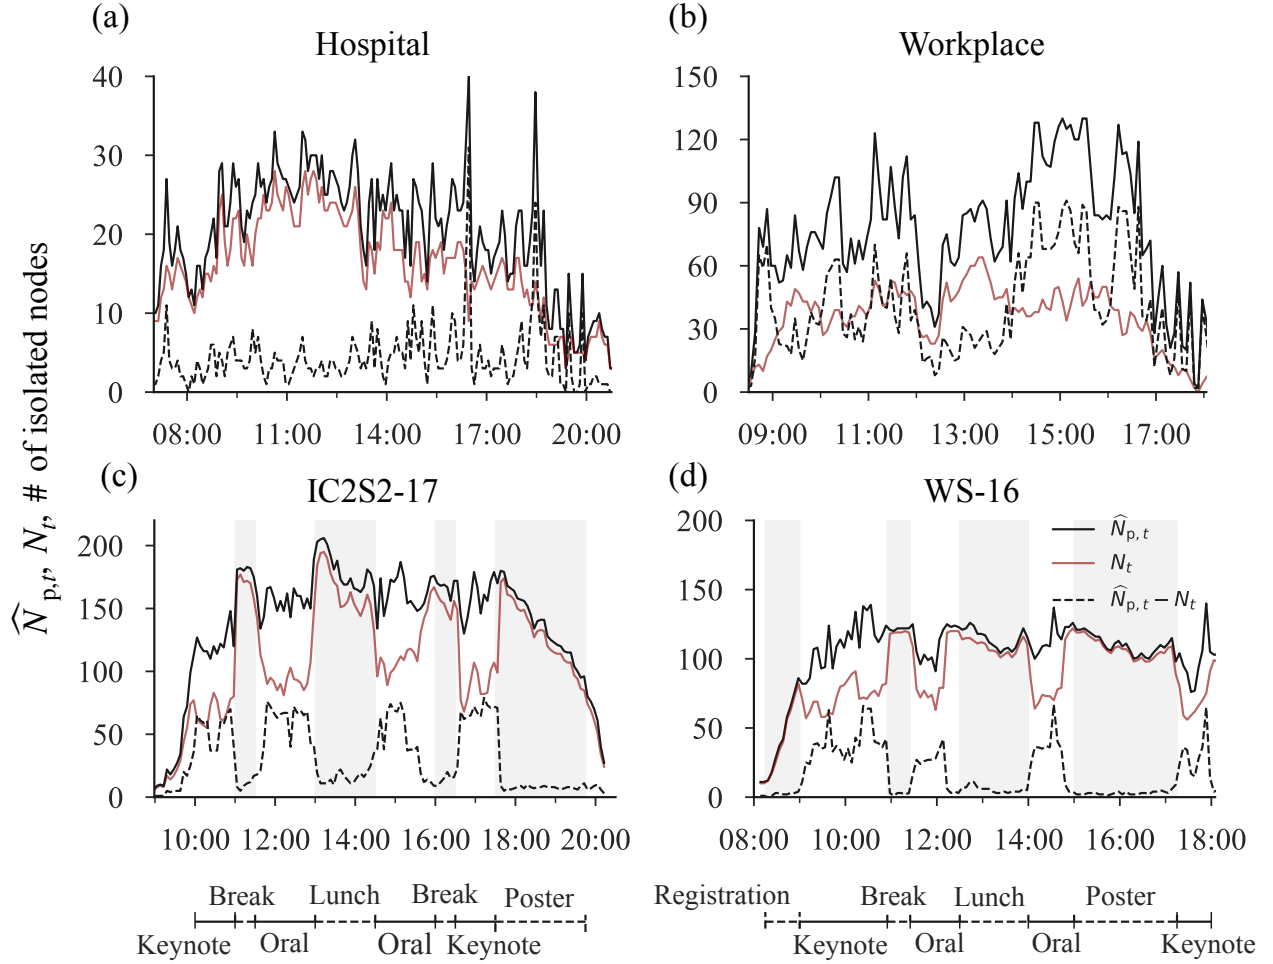 (a)
Hospital
40
30
20
10
0
08:00 11:00 14:00 17:00 20:00
(b)
Workplace
150
120
90
60
30
0
09:00 11:00 13:00 15:00 17:00
N̂p,t, Nt, # of isolated nodes
(c)
IC2S2-17
200
150
100
50
0
10:00 12:00 14:00 16:00 18:00 20:00
Break Lunch Break Poster
Keynote Oral Oral Keynote
(d)
WS-16
200
150
100
50
0
N̂p,t
Nt
N̂p,t − Nt
08:00 10:00 12:00 14:00 16:00 18:00
Registration Break Lunch Poster
Keynote Oral Oral Keynote